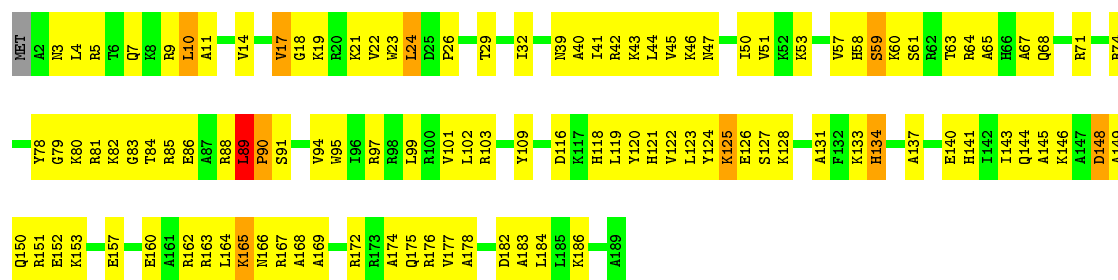 MET A2 N3 L4 R5 T6 Q7 K8 R9 L10 A11 V14 V17 G18 K19 R20 K21 V22 W23 L24 D25 P26 T29 I32 N39 A40 I41 R42 K43 L44 V45 K46 N47 I50 V51 K52 K53 V57 H58 S59 K60 S61 R62 T63 R64 A65 H66 A67 Q68 R71 R74
Y78 G79 K80 R81 K82 G83 T84 R85 E86 A87 R88 L89 P90 S91 V94 W95 I96 R97 R98 L99 R100 V101 L102 R103 Y109 D116 K117 H118 L119 Y120 H121 V122 L123 Y124 K125 E126 S127 K128 A131 F132 K133 H134 A137 E140 H141 I142 I143 Q144 A145 K146 A147 D148 A149
Q150 R151 E152 K153 E157 E160 A161 R162 R163 L164 K165 N166 R167 A168 A169 R172 R173 A174 Q175 R176 V177 A178 D182 A183 L184 L185 K186 A189